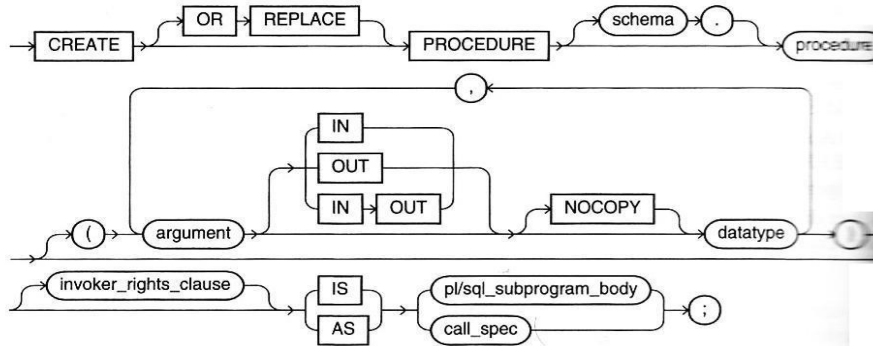 OR REPLACE schema .
CREATE PROCEDURE procedure
,
IN
OUT
IN OUT NOCOPY
( argument datatype )
invoker_rights_clause IS pl/sql_subprogram_body
AS call_spec ;